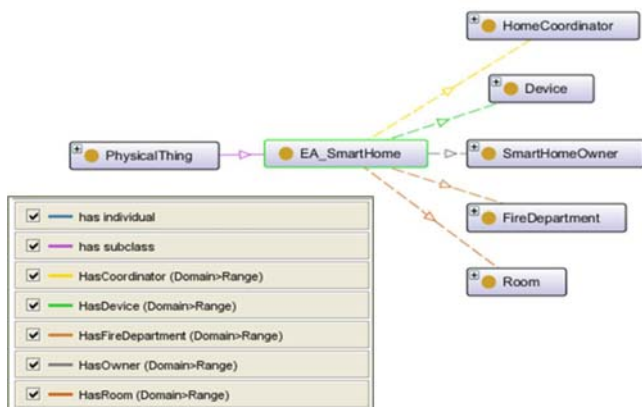 HomeCoordinator
Device
PhysicalThing
EA_SmartHome
SmartHomeOwner
FireDepartment
Room
has individual
has subclass
HasCoordinator (Domain>Range)
HasDevice (Domain>Range)
HasFireDepartment (Domain>Range)
HasOwner (Domain>Range)
HasRoom (Domain>Range)